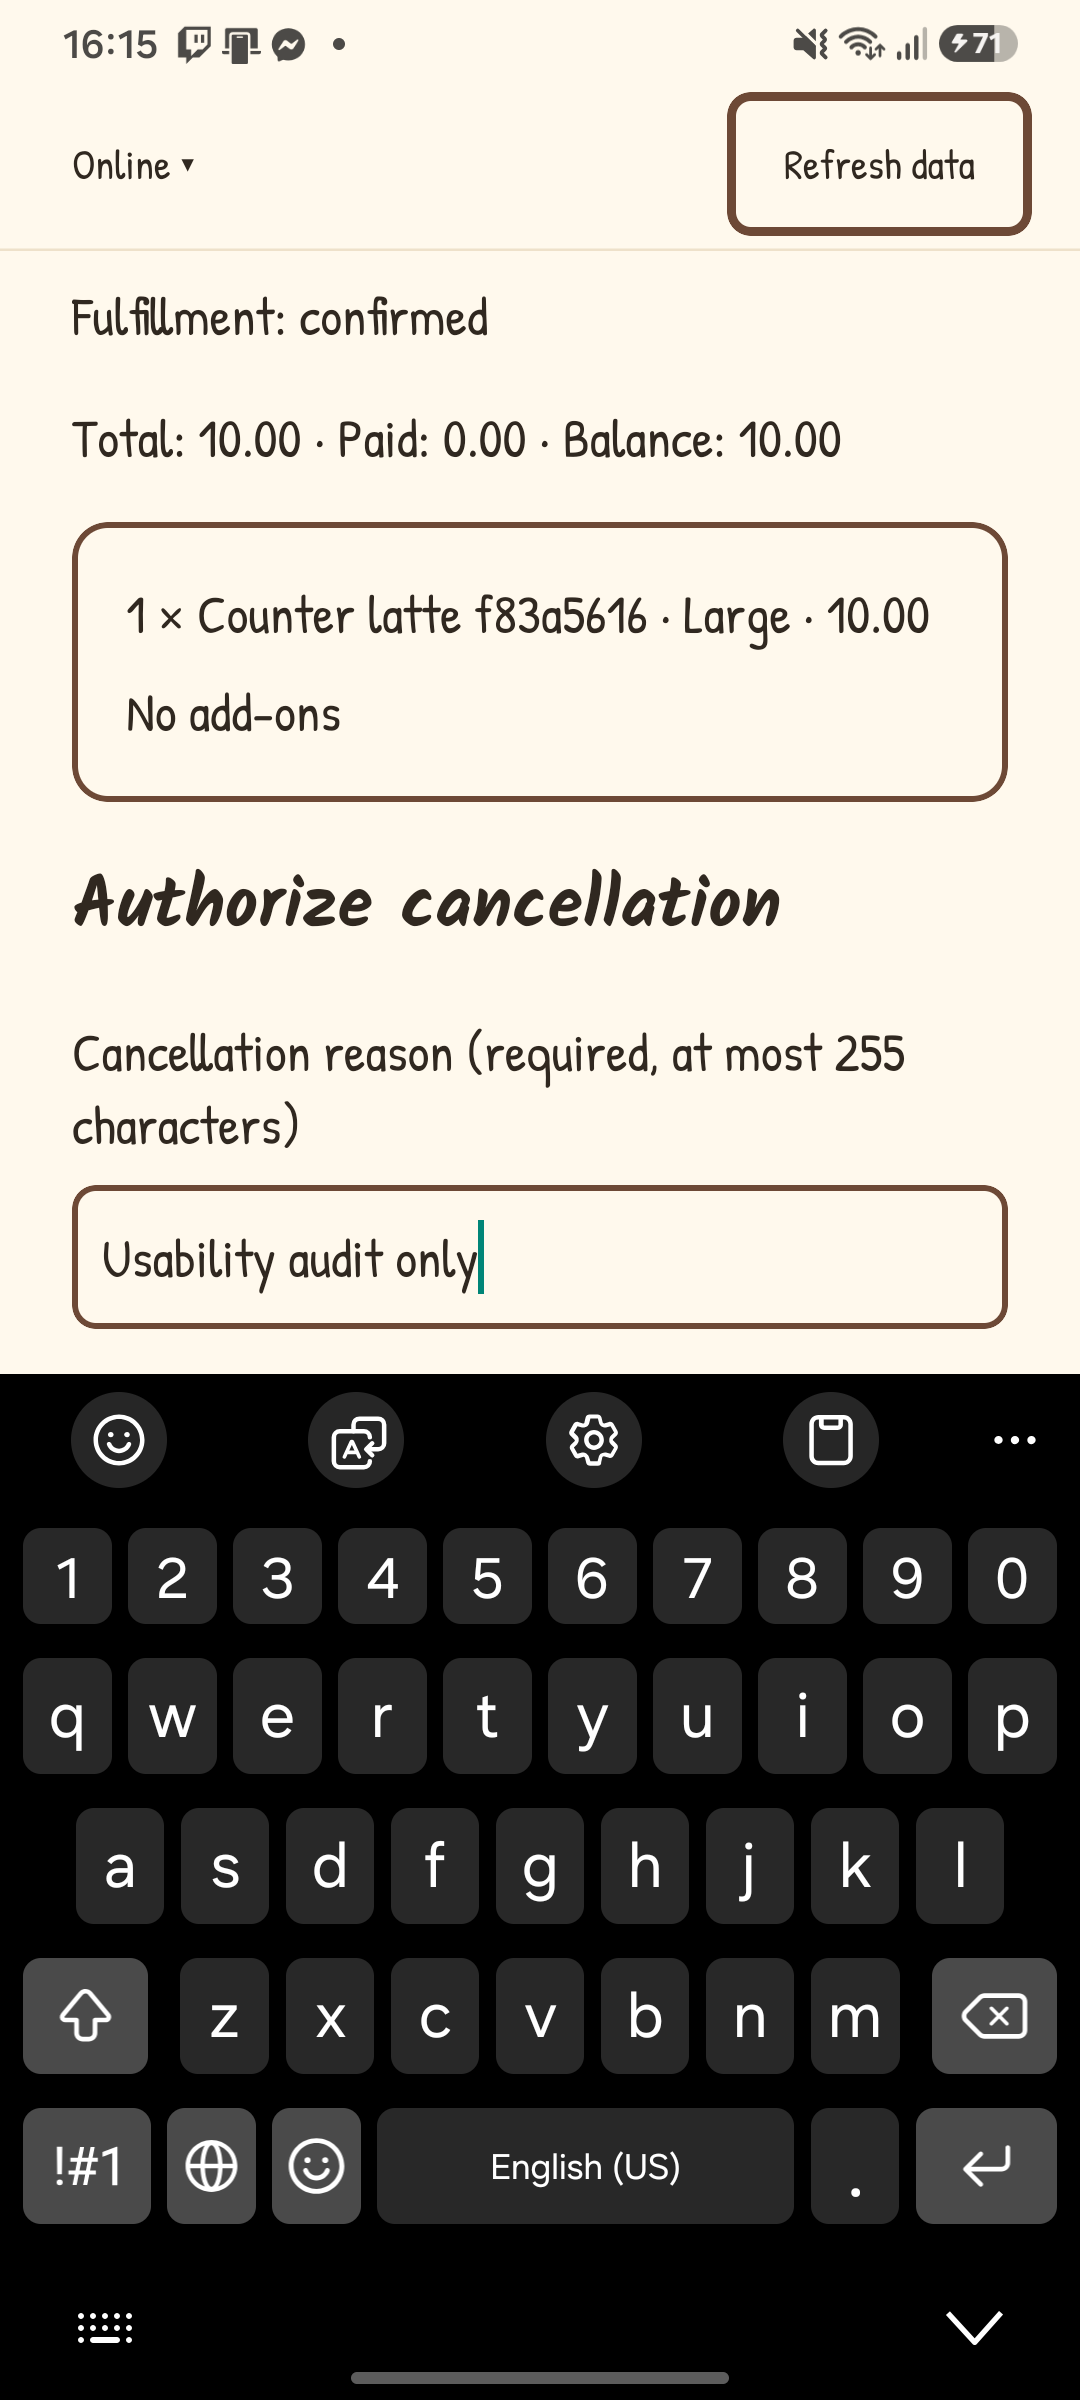 16:15
71
Online ▾
Refresh data
Fulfillment: confirmed
Total: 10.00 · Paid: 0.00 · Balance: 10.00
1 × Counter latte f83a5616 · Large · 10.00
No add-ons
Authorize cancellation
Cancellation reason (required, at most 255
characters)
Usability audit only
1 2 3 4 5 6 7 8 9 0
q w e r t y u i o p
a s d f g h j k l
z x c v b n m
!#1 English (US) .